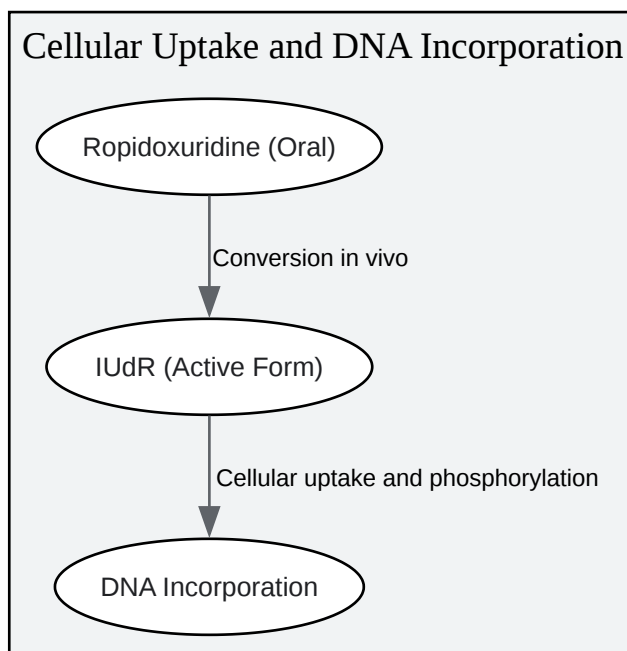 Cellular Uptake and DNA Incorporation
Ropidoxuridine (Oral)
Conversion in vivo
IUdR (Active Form)
Cellular uptake and phosphorylation
DNA Incorporation